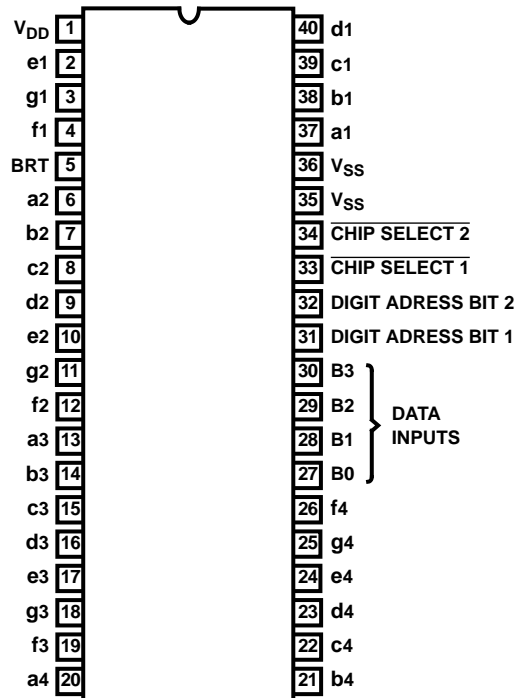 VDD 1 40 d1
e1 2 39 c1
g1 3 38 b1
f1 4 37 a1
BRT 5 36 VSS
a2 6 35 VSS
b2 7 34 CHIP SELECT 2
c2 8 33 CHIP SELECT 1
d2 9 32 DIGIT ADRESS BIT 2
e2 10 31 DIGIT ADRESS BIT 1
g2 11 30 B3
f2 12 29 B2
a3 13 28 B1
b3 14 27 B0
DATA
INPUTS
c3 15 26 f4
d3 16 25 g4
e3 17 24 e4
g3 18 23 d4
f3 19 22 c4
a4 20 21 b4